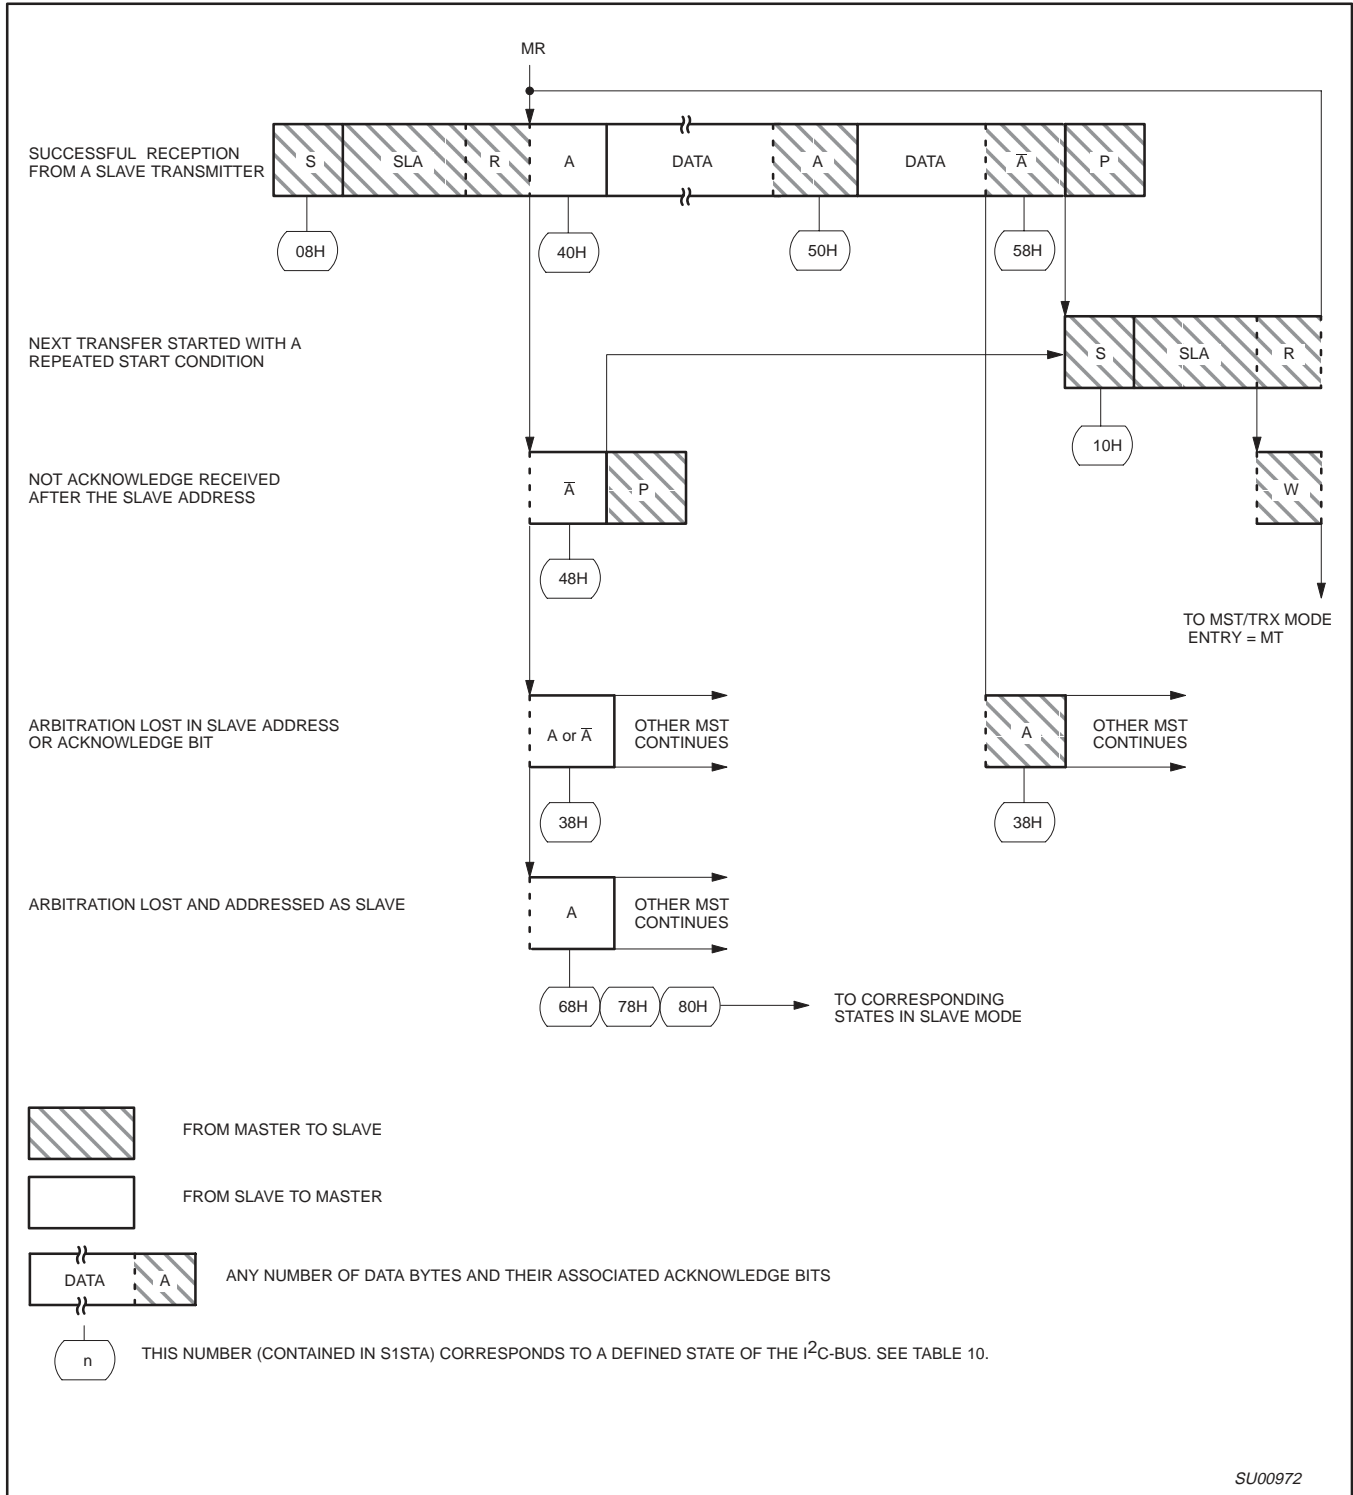 MR
SUCCESSFUL RECEPTION
FROM A SLAVE TRANSMITTER
S SLA R A DATA A DATA A̅ P
08H 40H 50H 58H
NEXT TRANSFER STARTED WITH A
REPEATED START CONDITION
S SLA R
10H
NOT ACKNOWLEDGE RECEIVED
AFTER THE SLAVE ADDRESS
A̅ P W
48H
TO MST/TRX MODE
ENTRY = MT
ARBITRATION LOST IN SLAVE ADDRESS
OR ACKNOWLEDGE BIT
A or A̅
OTHER MST
CONTINUES
A
OTHER MST
CONTINUES
38H 38H
ARBITRATION LOST AND ADDRESSED AS SLAVE
A
OTHER MST
CONTINUES
68H 78H 80H
TO CORRESPONDING
STATES IN SLAVE MODE
FROM MASTER TO SLAVE
FROM SLAVE TO MASTER
DATA A ANY NUMBER OF DATA BYTES AND THEIR ASSOCIATED ACKNOWLEDGE BITS
n THIS NUMBER (CONTAINED IN S1STA) CORRESPONDS TO A DEFINED STATE OF THE I²C-BUS. SEE TABLE 10.
SU00972